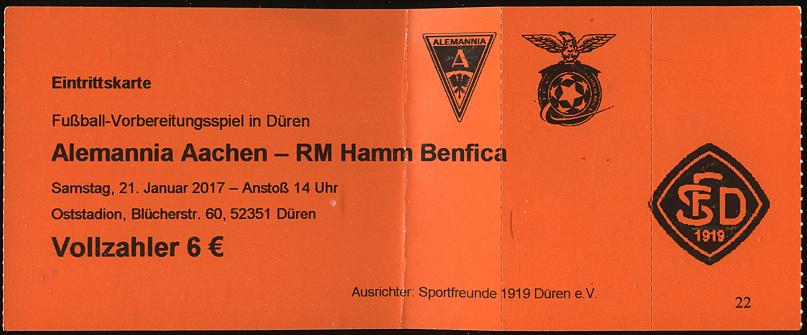 ALEMANNIA
A
Eintrittskarte
Fußball-Vorbereitungsspiel in Düren
Alemannia Aachen – RM Hamm Benfica
Samstag, 21. Januar 2017 – Anstoß 14 Uhr
Oststadion, Blücherstr. 60, 52351 Düren
Vollzahler 6 €
SFD
1919
Ausrichter: Sportfreunde 1919 Düren e.V.
22